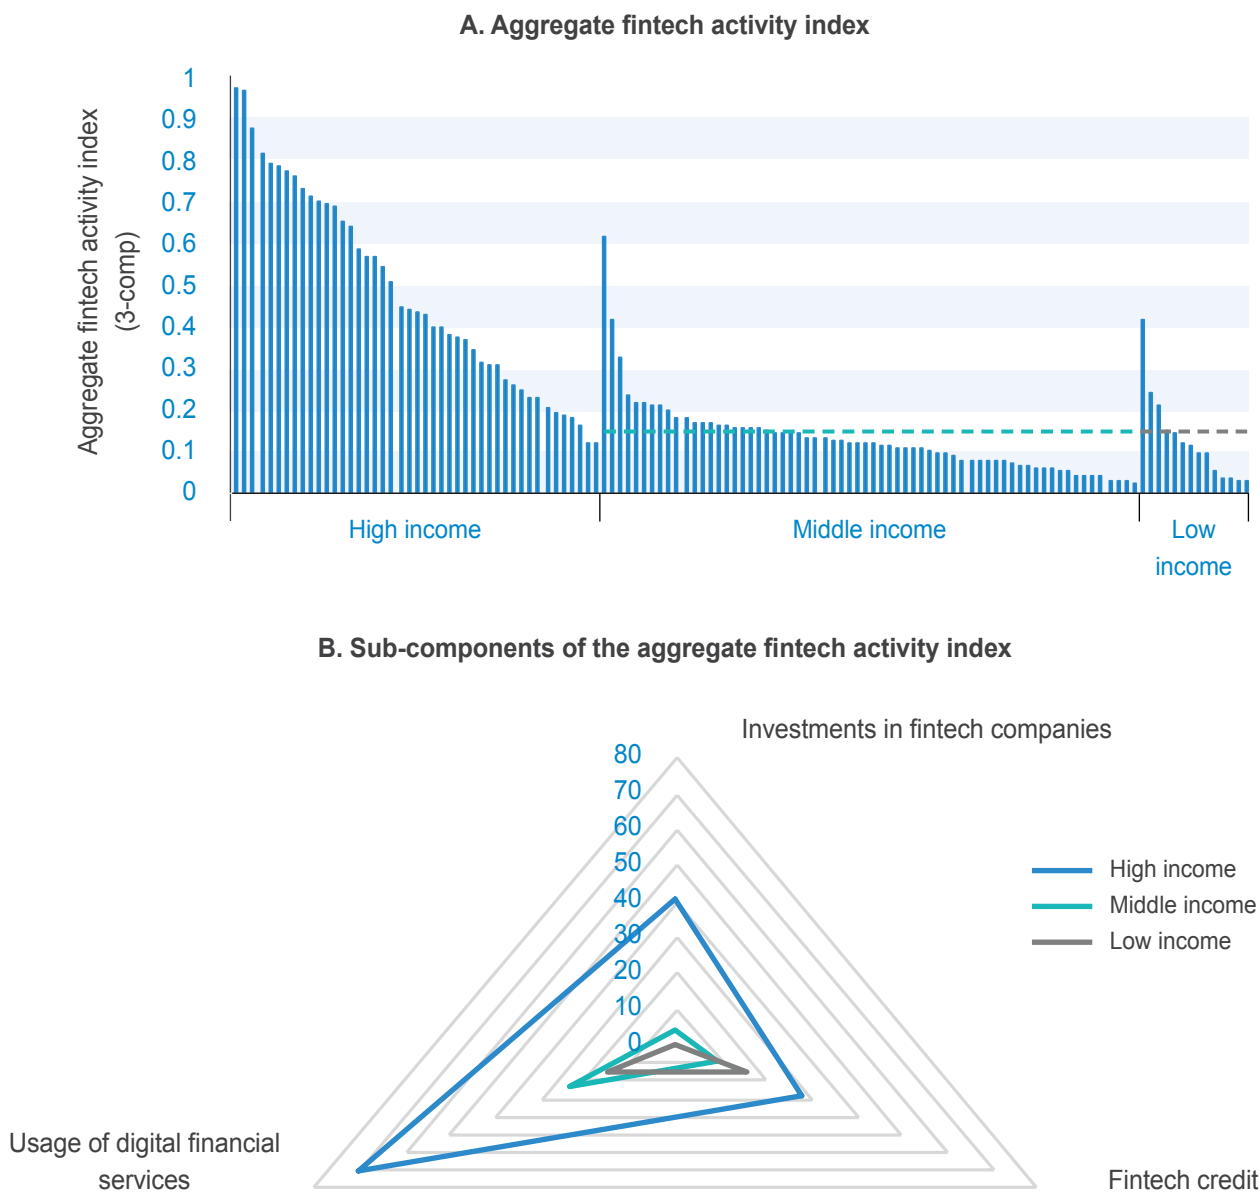 A. Aggregate fintech activity index
Aggregate fintech activity index
(3-comp)
1
0.9
0.8
0.7
0.6
0.5
0.4
0.3
0.2
0.1
0
High income
Middle income
Low
income
B. Sub-components of the aggregate fintech activity index
Investments in fintech companies
80
70
60
50
40
30
20
10
0
High income
Middle income
Low income
Usage of digital financial
services
Fintech credit